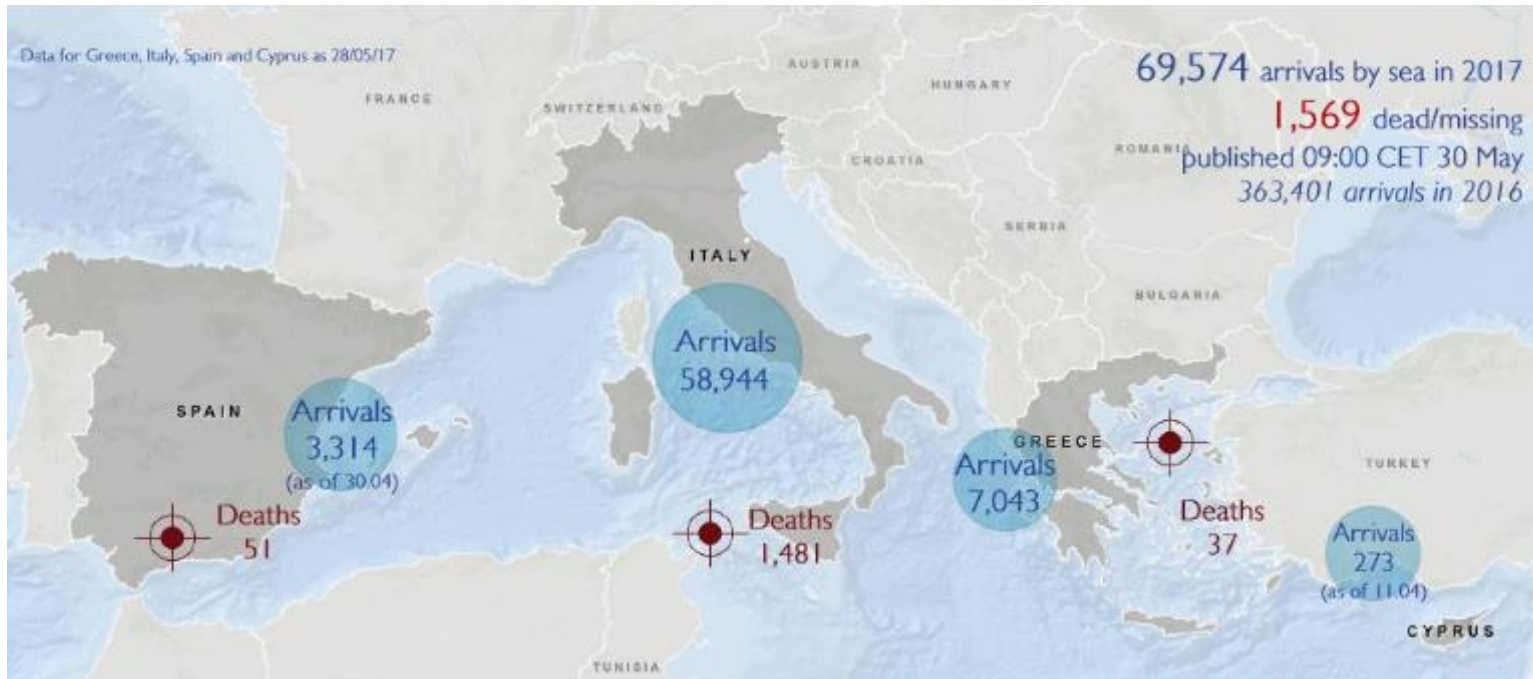 Data for Greece, Italy, Spain and Cyprus as 28/05/17
69,574 arrivals by sea in 2017
1,569 dead/missing
published 09:00 CET 30 May
363,401 arrivals in 2016
AUSTRIA
HUNGARY
FRANCE
SWITZERLAND
ROMANIA
CROATIA
SERBIA
ITALY
BULGARIA
Arrivals
58,944
SPAIN
Arrivals
3,314
(as of 30.04)
GREECE
Arrivals
7,043
TURKEY
Deaths
51
Deaths
1,481
Deaths
37
Arrivals
273
(as of 11.04)
CYPRUS
TUNISIA